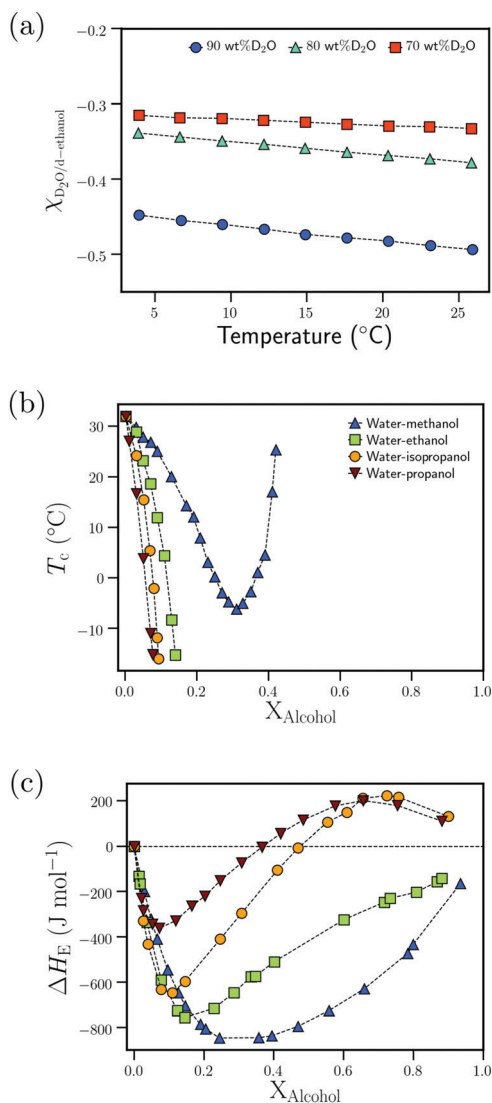 (a)
−0.2
90 wt%D₂O 80 wt%D₂O 70 wt%D₂O
−0.3
−0.4
−0.5
χD₂O/d−ethanol
5 10 15 20 25
Temperature (°C)
(b)
30
20
10
0
−10
Tc (°C)
Water-methanol
Water-ethanol
Water-isopropanol
Water-propanol
0.0 0.2 0.4 0.6 0.8 1.0
XAlcohol
(c)
200
0
−200
−400
−600
−800
ΔHE (J mol⁻¹)
0.0 0.2 0.4 0.6 0.8 1.0
XAlcohol